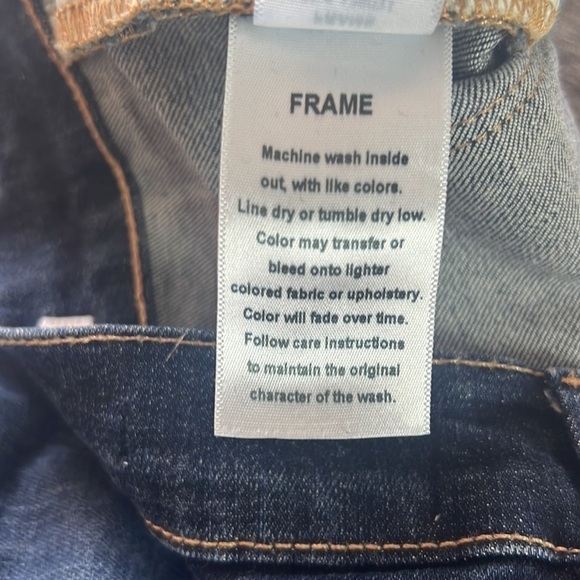 FRAME
Machine wash inside
out, with like colors.
Line dry or tumble dry low.
Color may transfer or
bleed onto lighter
colored fabric or upholstery.
Color will fade over time.
Follow care instructions
to maintain the original
character of the wash.